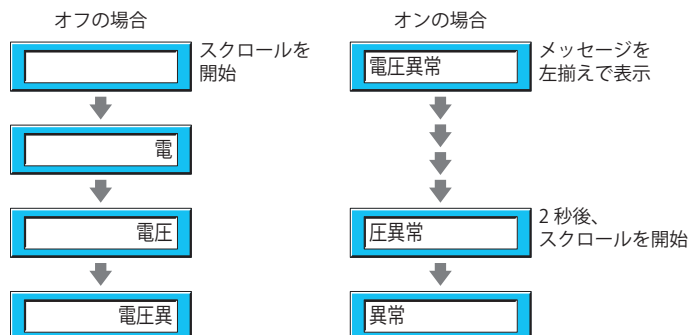 オフの場合
スクロールを
開始
電
電圧
電圧異
オンの場合
電圧異常
メッセージを
左揃えで表示
圧異常
2 秒後、
スクロールを開始
異常